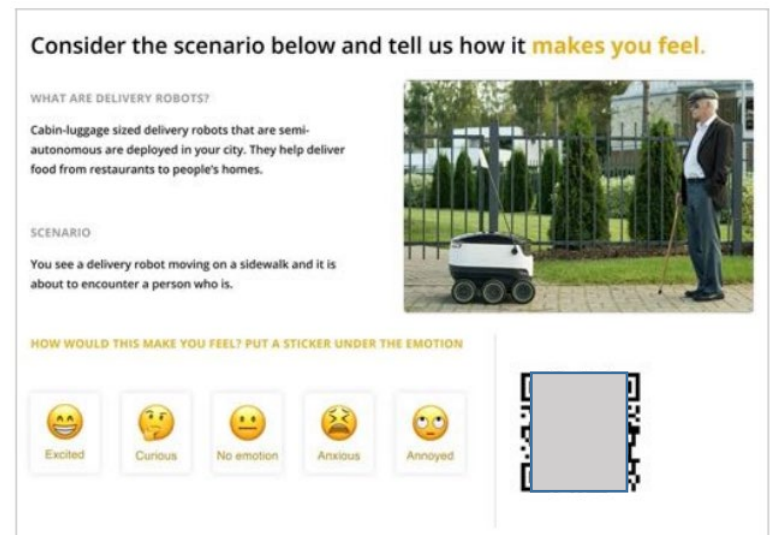 Consider the scenario below and tell us how it makes you feel.
WHAT ARE DELIVERY ROBOTS?
Cabin-luggage sized delivery robots that are semi-
autonomous are deployed in your city. They help deliver
food from restaurants to people's homes.
SCENARIO
You see a delivery robot moving on a sidewalk and it is
about to encounter a person who is.
HOW WOULD THIS MAKE YOU FEEL? PUT A STICKER UNDER THE EMOTION
Excited
Curious
No emotion
Anxious
Annoyed